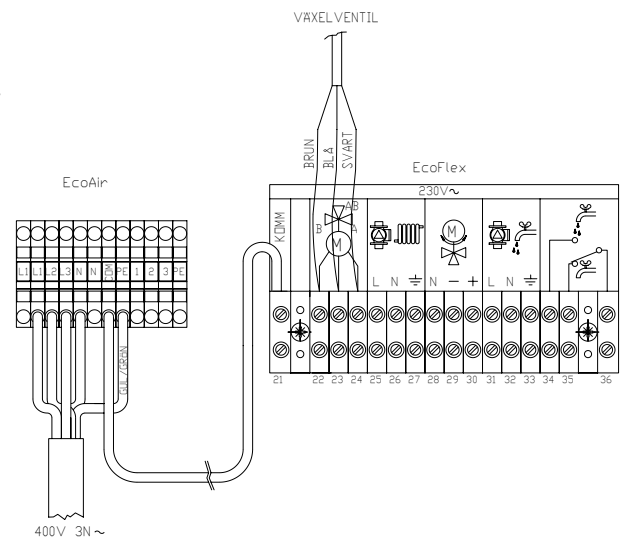 VÄXELVENTIL
BRUN
BLÅ
SVART
EcoFlex
EcoAir
230V~
KOMM
B
AB
A
M
M
L N N – + L N
L1 L1 L2 L3 N N COM PE 1 2 3 PE
GUL/GRÖN
21 22 23 24 25 26 27 28 29 30 31 32 33 34 35 36
400V 3N~